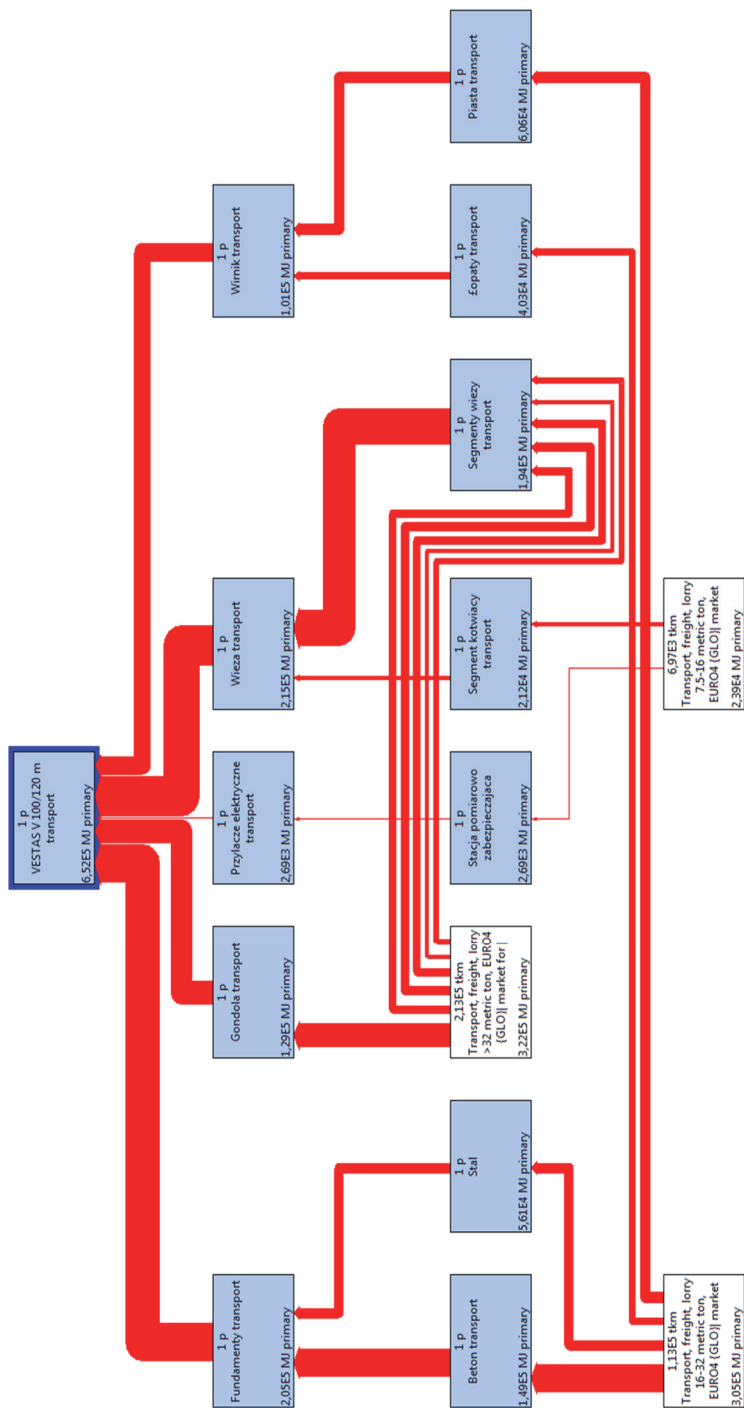 1 p
VESTAS V 100/120 m
transport
6,52E5 MJ primary
1 p
Fundamenty transport
2,05E5 MJ primary
1 p
Gondola transport
1,29E5 MJ primary
1 p
Przylacze elektryczne
transport
2,69E3 MJ primary
1 p
Wieza transport
2,15E5 MJ primary
1 p
Wirnik transport
1,01E5 MJ primary
1 p
Beton transport
1,49E5 MJ primary
1 p
Stal
5,61E4 MJ primary
2,13E5 tkm
Transport, freight, lorry
>32 metric ton, EURO4
{GLO}| market for |
3,22E5 MJ primary
1 p
Stacja pomiarowo
zabezpieczajaca
2,69E3 MJ primary
1 p
Segment kotwiacy
transport
2,12E4 MJ primary
1 p
Segmenty wiezy
transport
1,94E5 MJ primary
1 p
£opaty transport
4,03E4 MJ primary
1 p
Piasta transport
6,06E4 MJ primary
1,13E5 tkm
Transport, freight, lorry
16-32 metric ton,
EURO4 {GLO}| market
3,05E5 MJ primary
6,97E3 tkm
Transport, freight, lorry
7.5-16 metric ton,
EURO4 {GLO}| market
2,39E4 MJ primary